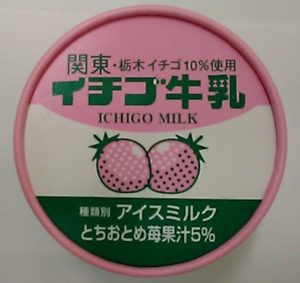 関東・栃木イチゴ10%使用
イチゴ牛乳
ICHIGO MILK
種類別 アイスミルク
とちおとめ苺果汁5%